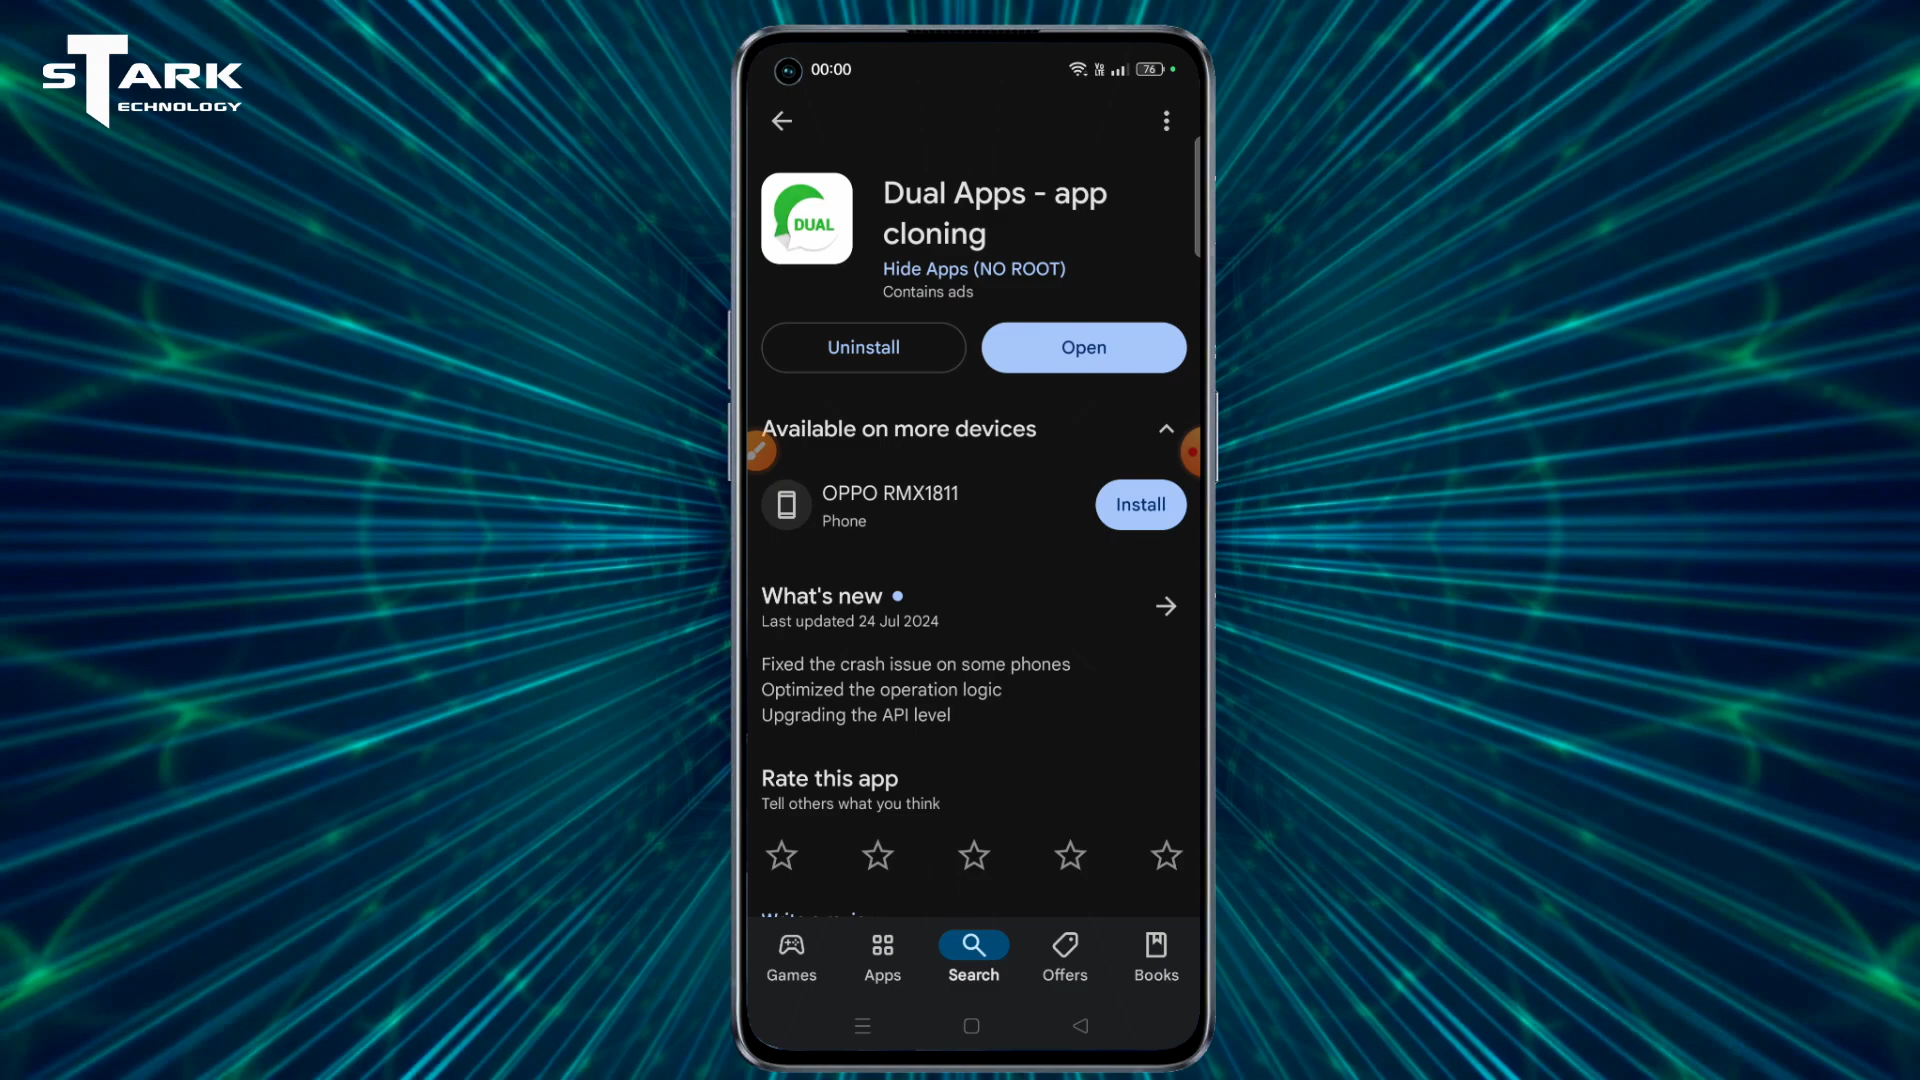 STARK
TECHNOLOGY
00:00
Vo LTE
76
Dual Apps - app
cloning
DUAL
Hide Apps (NO ROOT)
Contains ads
Uninstall
Open
Available on more devices
OPPO RMX1811
Phone
Install
What's new
Last updated 24 Jul 2024
Fixed the crash issue on some phones
Optimized the operation logic
Upgrading the API level
Rate this app
Tell others what you think
Games
Apps
Search
Offers
Books